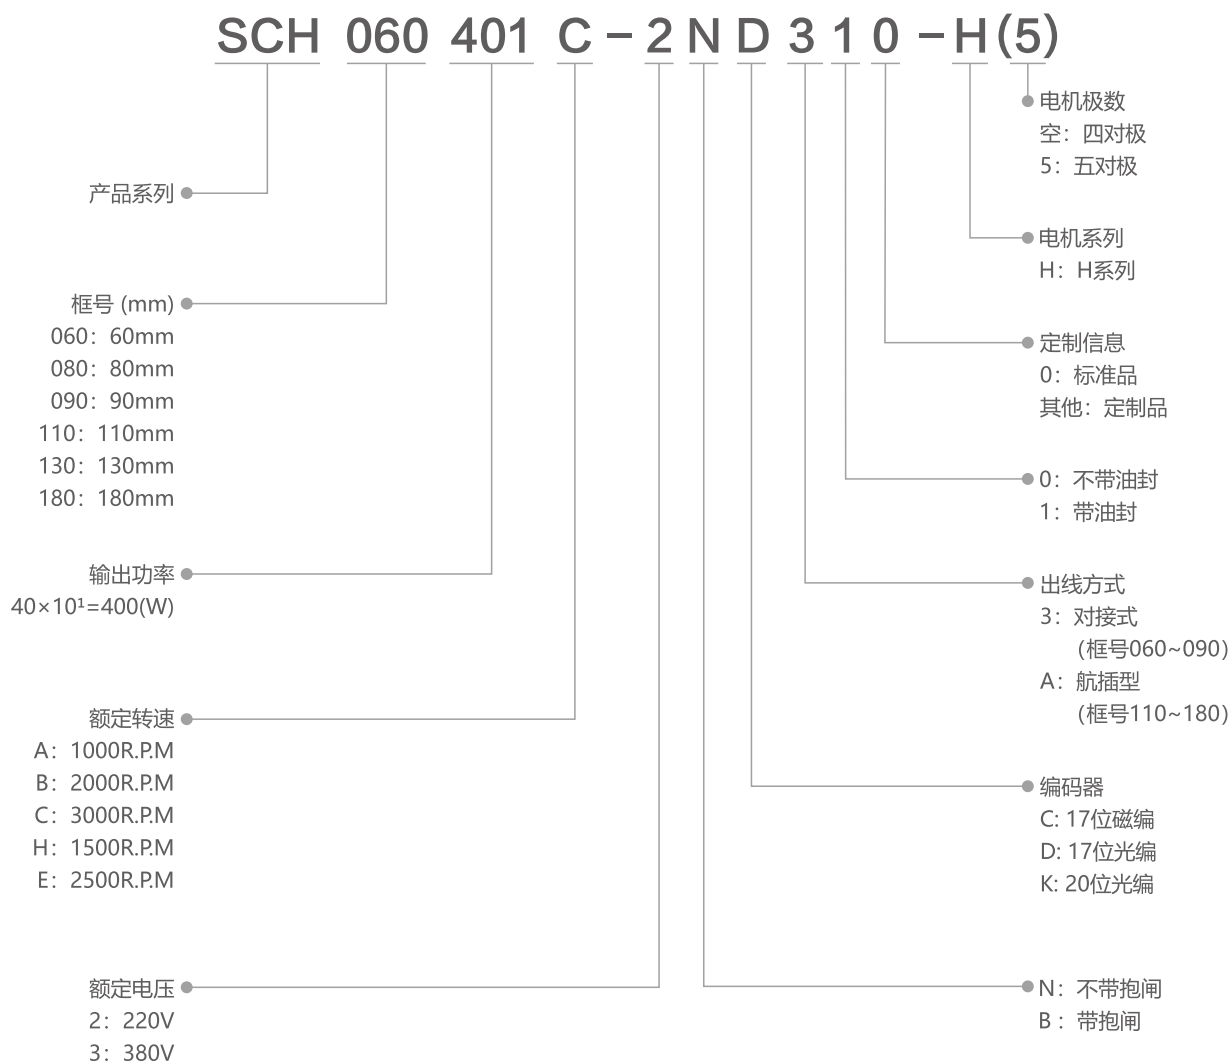 SCH 060 401 C-2 N D 3 1 0 -H(5)
产品系列
框号 (mm)
060：60mm
080：80mm
090：90mm
110：110mm
130：130mm
180：180mm
输出功率
40×10¹=400(W)
额定转速
A：1000R.P.M
B：2000R.P.M
C：3000R.P.M
H：1500R.P.M
E：2500R.P.M
额定电压
2：220V
3：380V
电机极数
空：四对极
5：五对极
电机系列
H：H系列
定制信息
0：标准品
其他：定制品
0：不带油封
1：带油封
出线方式
3：对接式
(框号060~090)
A：航插型
(框号110~180)
编码器
C: 17位磁编
D: 17位光编
K: 20位光编
N：不带抱闸
B：带抱闸